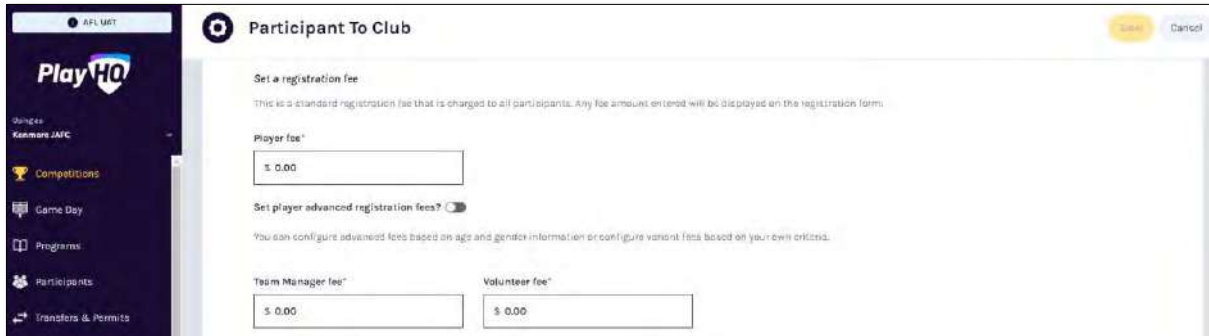 AFL UAT
Participant To Club
Save
Cancel
PlayHQ
Kenmore JAFC
Competitions
Game Day
Programs
Participants
Transfers & Permits
Set a registration fee
This is a standard registration fee that is charged to all participants. Any fee amount entered will be displayed on the registration form.
Player fee*
$ 0.00
Set player advanced registration fees?
You can configure advanced fees based on age and gender information or configure variant fees based on your own criteria.
Team Manager fee*
Volunteer fee*
$ 0.00
$ 0.00